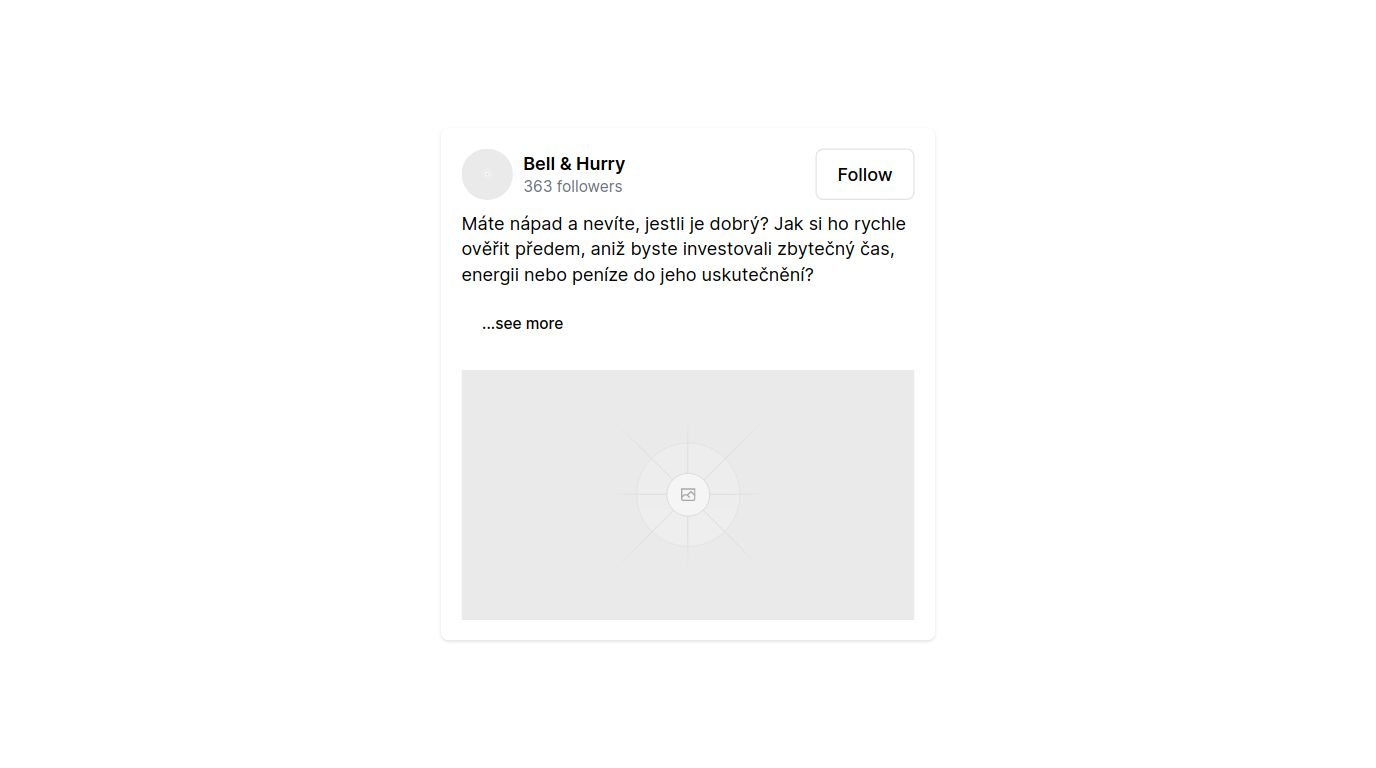 Bell & Hurry
363 followers
Follow
Máte nápad a nevíte, jestli je dobrý? Jak si ho rychle
ověřit předem, aniž byste investovali zbytečný čas,
energii nebo peníze do jeho uskutečnění?
...see more